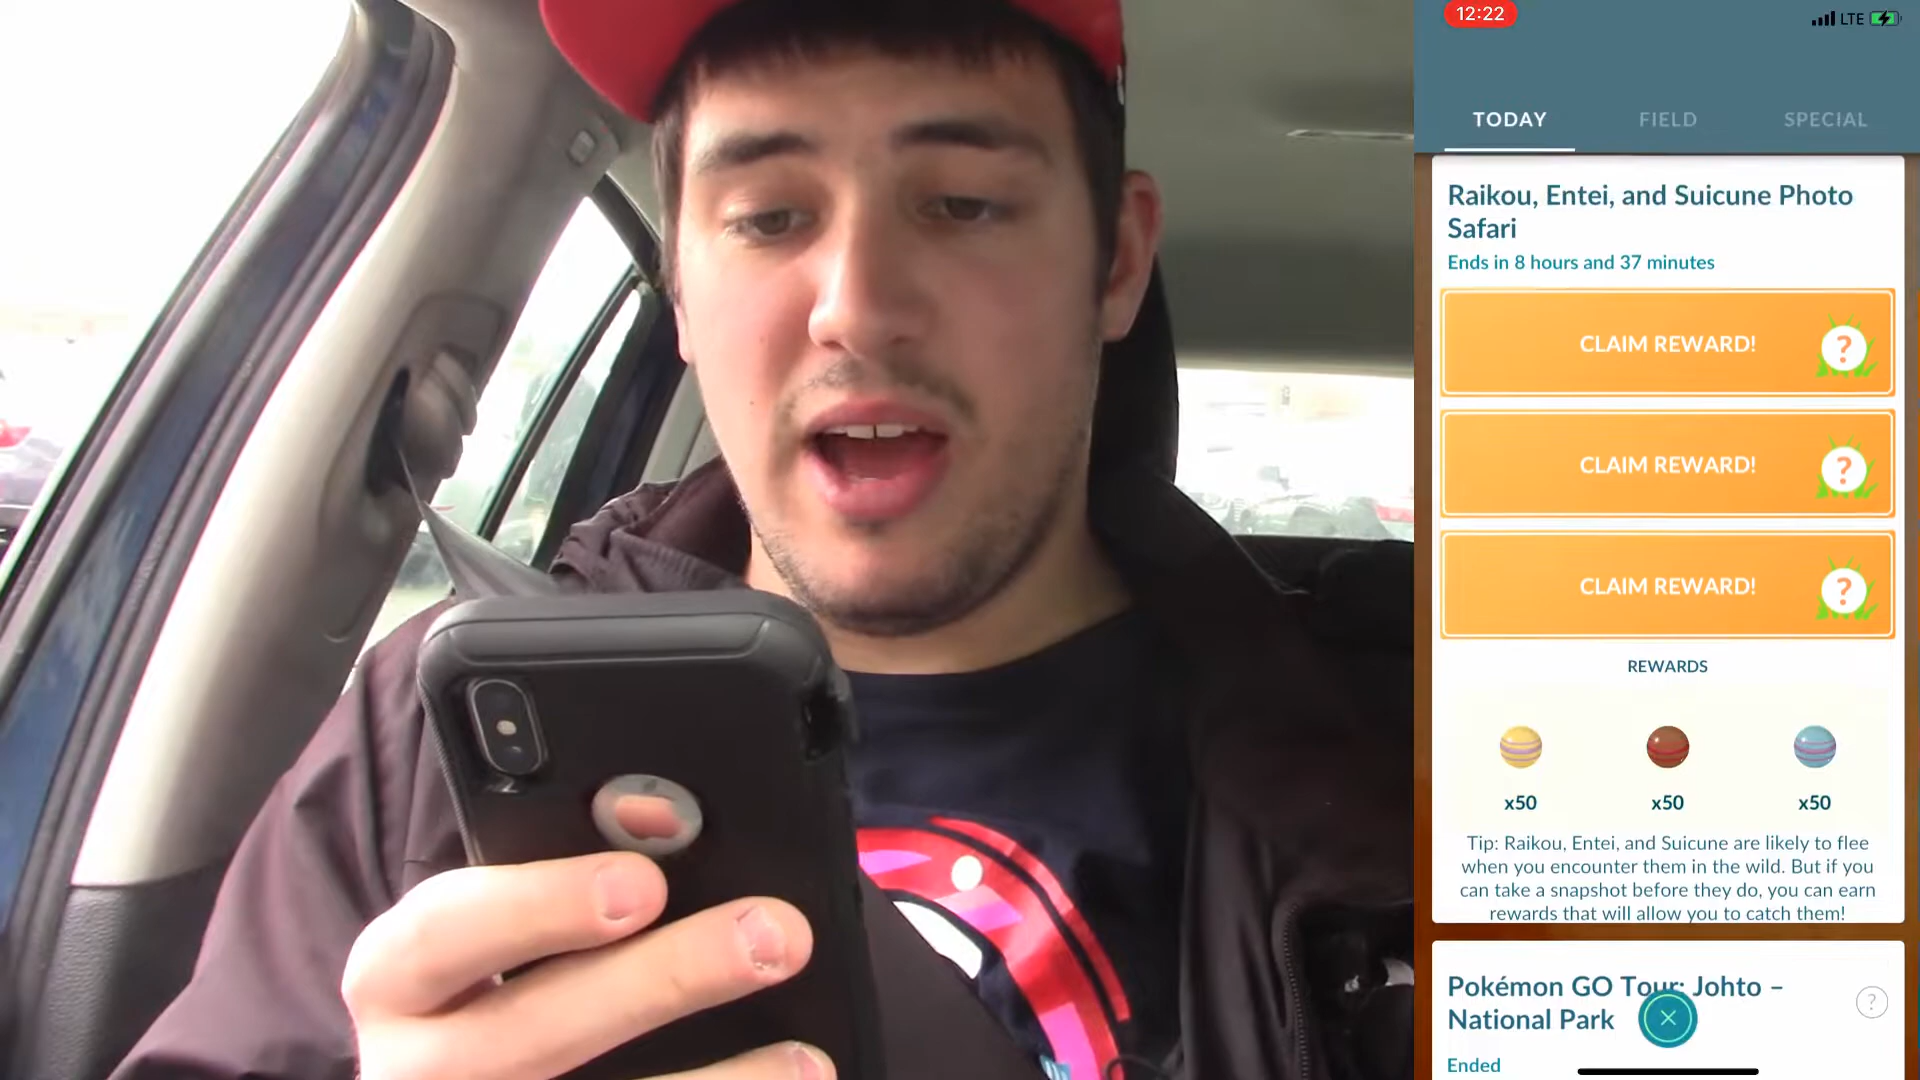 12:22
LTE
TODAY FIELD SPECIAL
Raikou, Entei, and Suicune Photo
Safari
Ends in 8 hours and 37 minutes
CLAIM REWARD! ?
CLAIM REWARD! ?
CLAIM REWARD! ?
REWARDS
x50 x50 x50
Tip: Raikou, Entei, and Suicune are likely to flee
when you encounter them in the wild. But if you
can take a snapshot before they do, you can earn
rewards that will allow you to catch them!
Pokémon GO Tour: Johto –
National Park
?
Ended